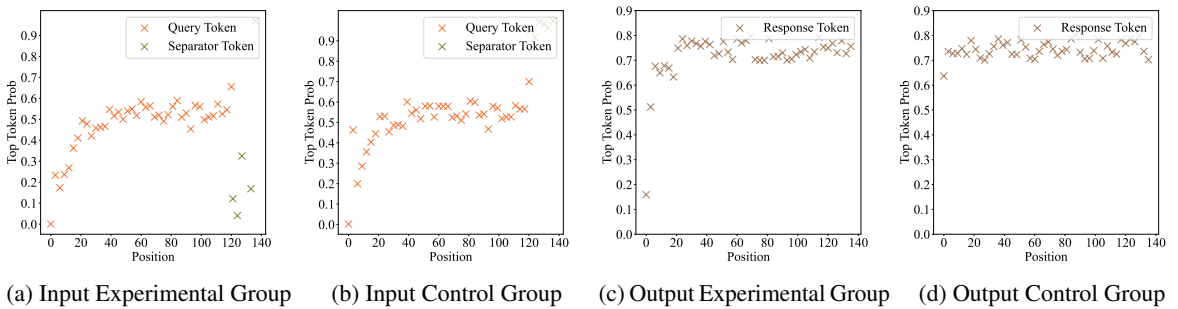 Query Token
Separator Token
Top Token Prob
0.9
0.8
0.7
0.6
0.5
0.4
0.3
0.2
0.1
0.0
0 20 40 60 80 100 120 140
Position
(a) Input Experimental Group
Query Token
Separator Token
Top Token Prob
0.9
0.8
0.7
0.6
0.5
0.4
0.3
0.2
0.1
0.0
0 20 40 60 80 100 120 140
Position
(b) Input Control Group
Response Token
Top Token Prob
0.9
0.8
0.7
0.6
0.5
0.4
0.3
0.2
0.1
0.0
0 20 40 60 80 100 120 140
Position
(c) Output Experimental Group
Response Token
Top Token Prob
0.9
0.8
0.7
0.6
0.5
0.4
0.3
0.2
0.1
0.0
0 20 40 60 80 100 120 140
Position
(d) Output Control Group